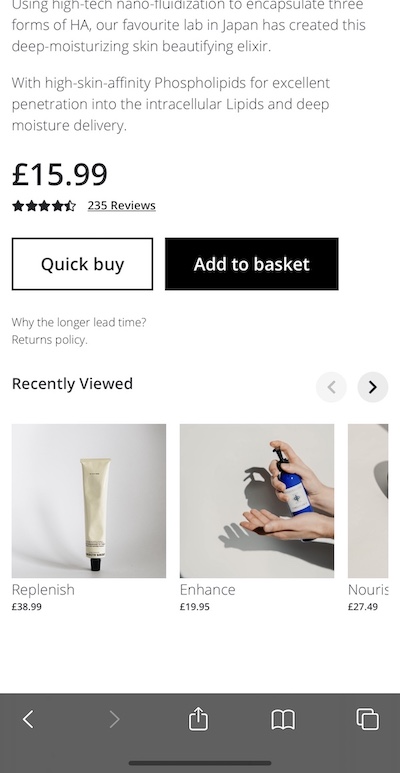 Using high-tech nano-fluidization to encapsulate three
forms of HA, our favourite lab in Japan has created this
deep-moisturizing skin beautifying elixir.
With high-skin-affinity Phospholipids for excellent
penetration into the intracellular Lipids and deep
moisture delivery.
£15.99
235 Reviews
Quick buy
Add to basket
Why the longer lead time?
Returns policy.
Recently Viewed
Replenish
£38.99
Enhance
£19.95
Nouris
£27.49